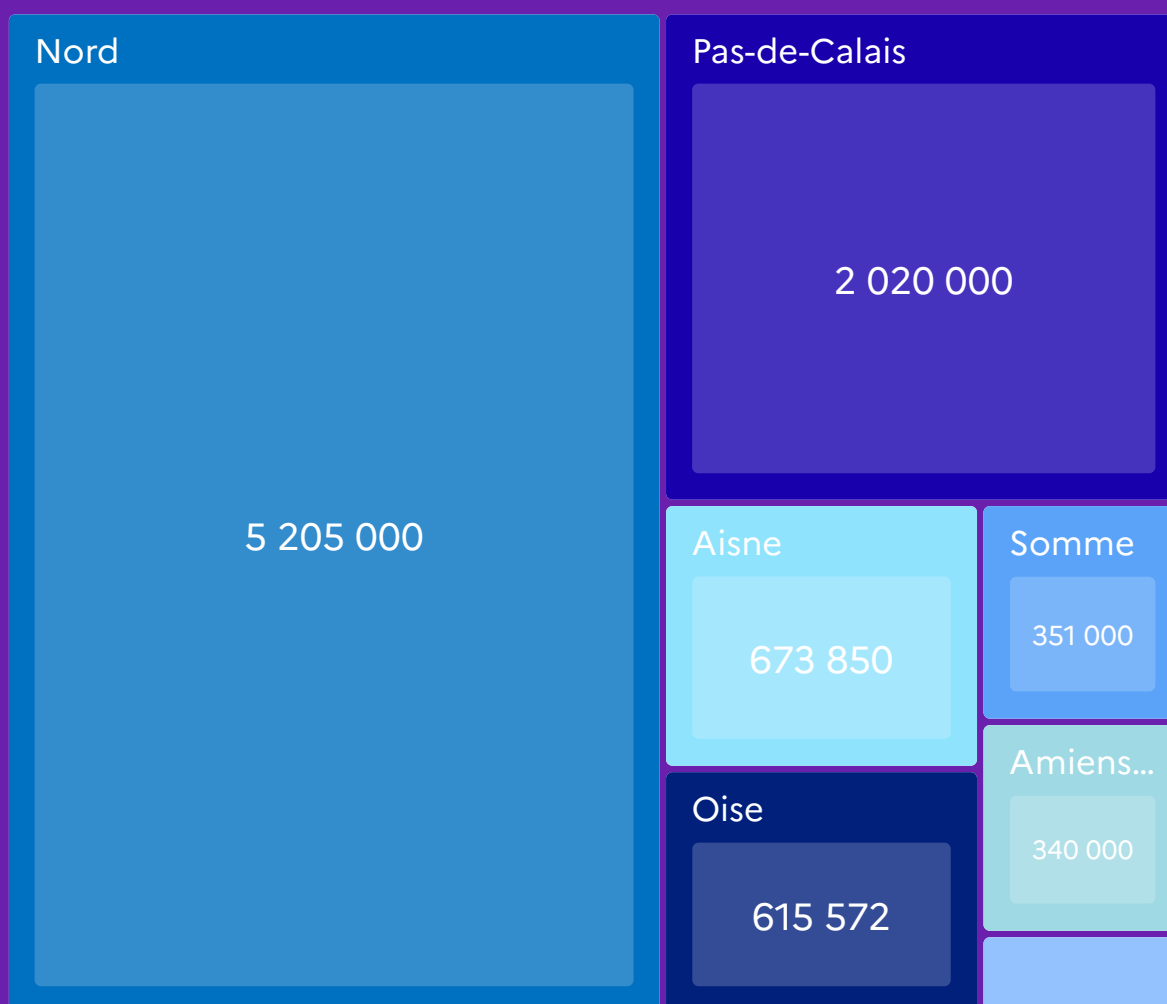 Nord
5 205 000
Pas-de-Calais
2 020 000
Aisne
673 850
Somme
351 000
Amiens...
340 000
Oise
615 572